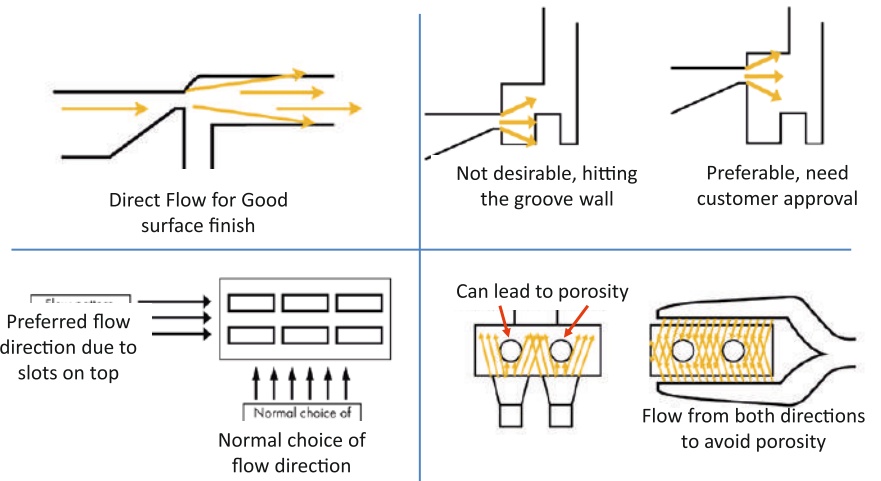 Direct Flow for Good
surface finish
Not desirable, hitting
the groove wall
Preferable, need
customer approval
Preferred flow
direction due to
slots on top
Normal choice of
Normal choice of
flow direction
Can lead to porosity
Flow from both directions
to avoid porosity